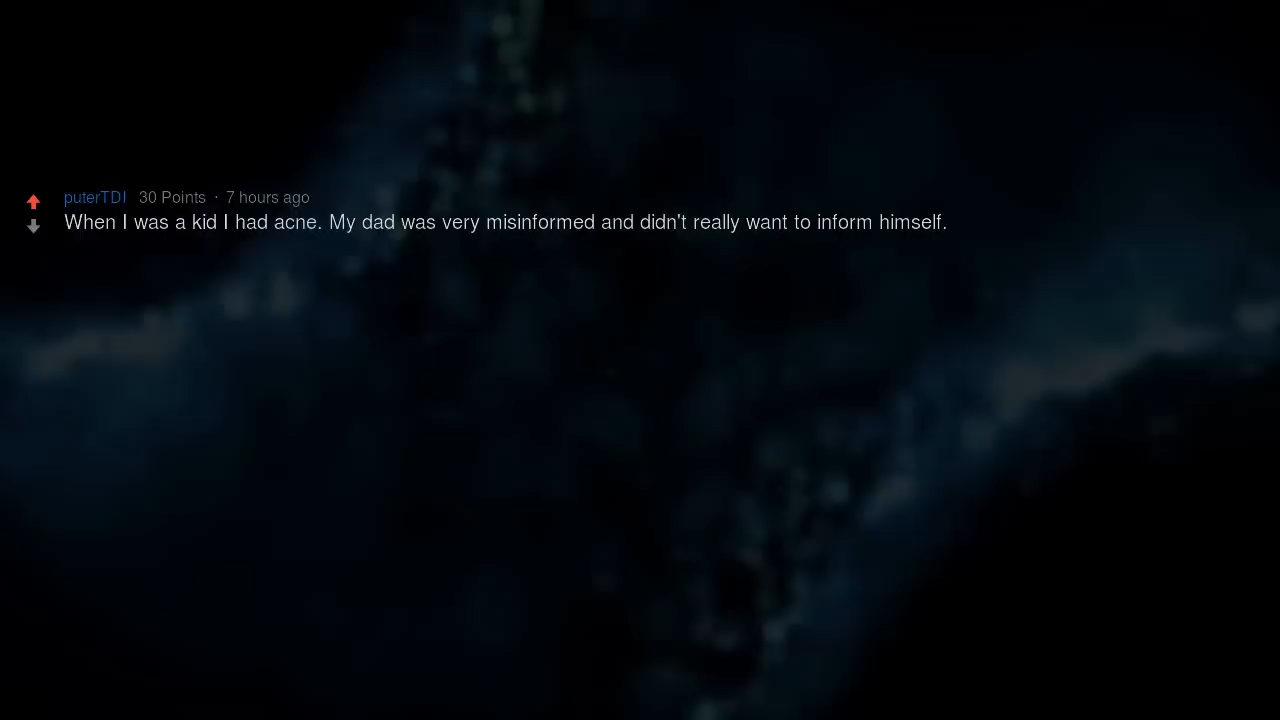 puterTDI 30 Points · 7 hours ago
When I was a kid I had acne. My dad was very misinformed and didn't really want to inform himself.